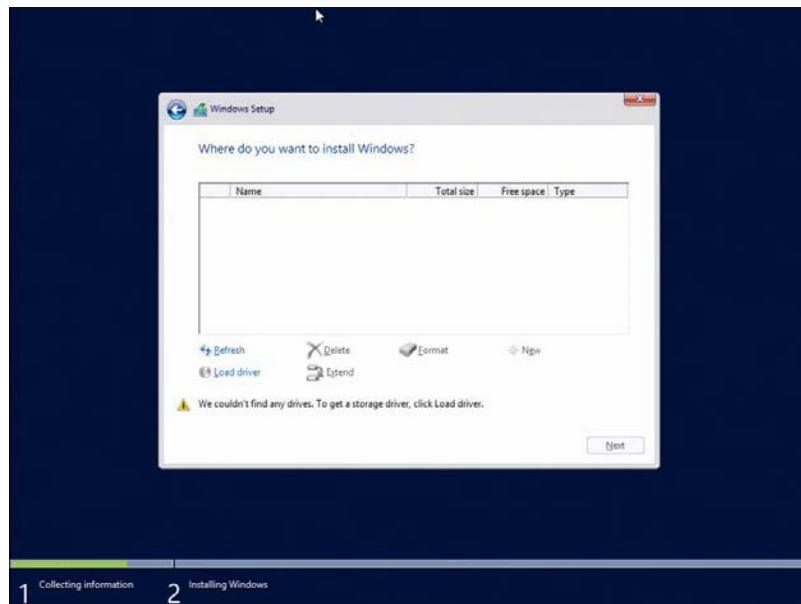 Windows Setup
Where do you want to install Windows?
Name Total size Free space Type
Refresh Delete Format New
Load driver Extend
We couldn't find any drives. To get a storage driver, click Load driver.
Next
1 Collecting information 2 Installing Windows